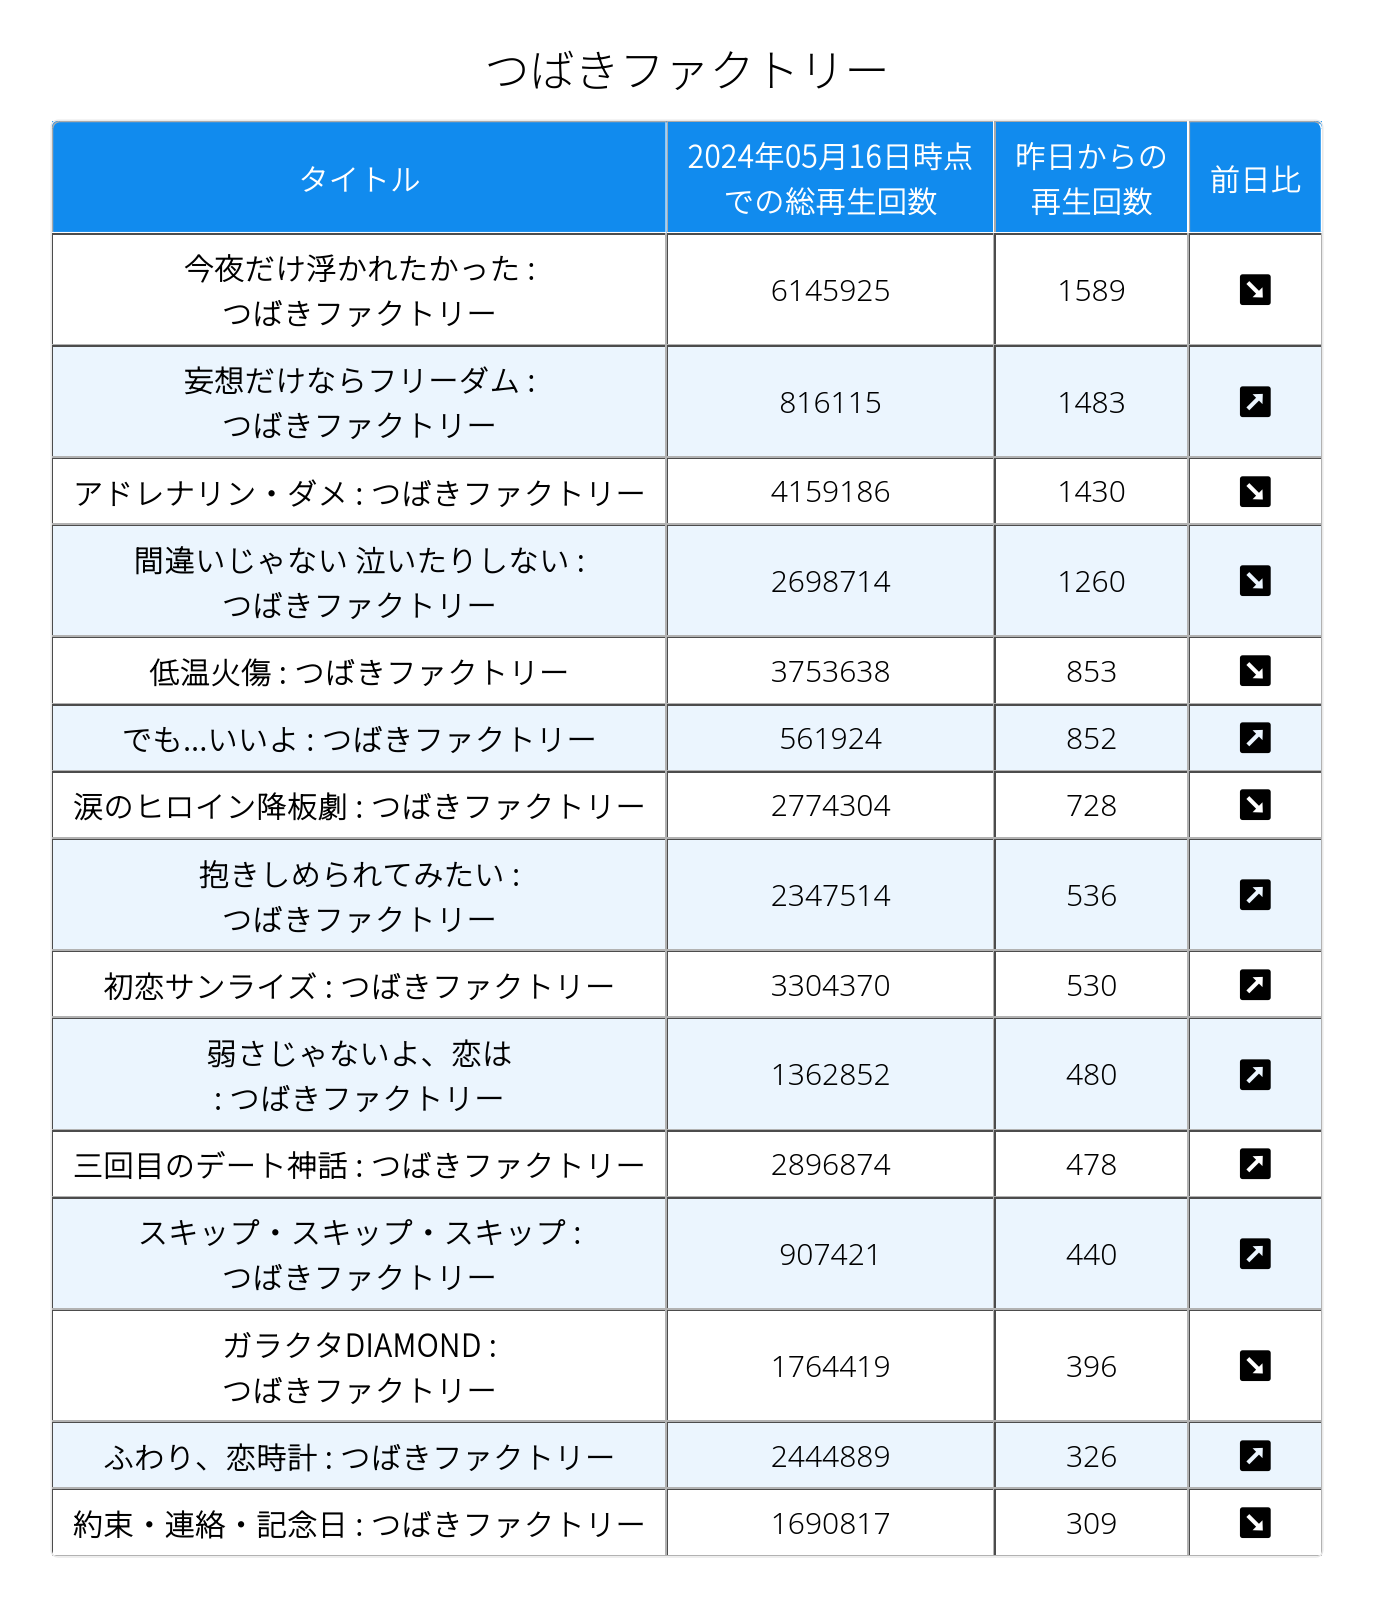 つばきファクトリー
タイトル
2024年05月16日時点
での総再生回数
昨日からの
再生回数
前日比
今夜だけ浮かれたかった :
つばきファクトリー
6145925
1589
妄想だけならフリーダム :
つばきファクトリー
816115
1483
アドレナリン・ダメ : つばきファクトリー
4159186
1430
間違いじゃない 泣いたりしない :
つばきファクトリー
2698714
1260
低温火傷 : つばきファクトリー
3753638
853
でも...いいよ : つばきファクトリー
561924
852
涙のヒロイン降板劇 : つばきファクトリー
2774304
728
抱きしめられてみたい :
つばきファクトリー
2347514
536
初恋サンライズ : つばきファクトリー
3304370
530
弱さじゃないよ、恋は
: つばきファクトリー
1362852
480
三回目のデート神話 : つばきファクトリー
2896874
478
スキップ・スキップ・スキップ :
つばきファクトリー
907421
440
ガラクタDIAMOND :
つばきファクトリー
1764419
396
ふわり、恋時計 : つばきファクトリー
2444889
326
約束・連絡・記念日 : つばきファクトリー
1690817
309